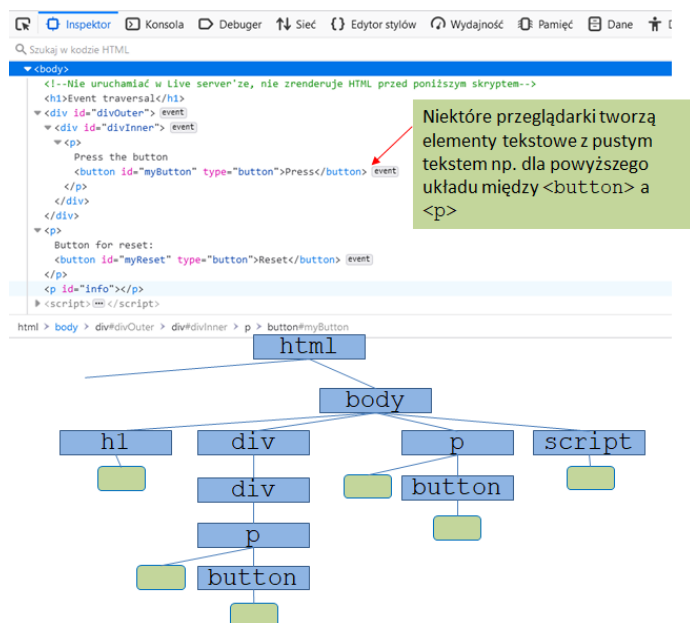 Inspektor Konsola Debuger Sieć Edytor stylów Wydajność Pamięć Dane
Szukaj w kodzie HTML
<body>
<!--Nie uruchamiać w Live server'ze, nie zrenderuje HTML przed poniższym skryptem-->
<h1>Event traversal</h1>
<div id="divOuter"> event
<div id="divInner"> event
<p>
Press the button
<button id="myButton" type="button">Press</button> event
</p>
</div>
</div>
<p>
Button for reset:
<button id="myReset" type="button">Reset</button> event
</p>
<p id="info"></p>
<script> ⋯ </script>
html > body > div#divOuter > div#divInner > p > button#myButton
Niektóre przeglądarki tworzą
elementy tekstowe z pustym
tekstem np. dla powyższego
układu między <button> a
<p>
html
body
h1 div p script
div button
p
button